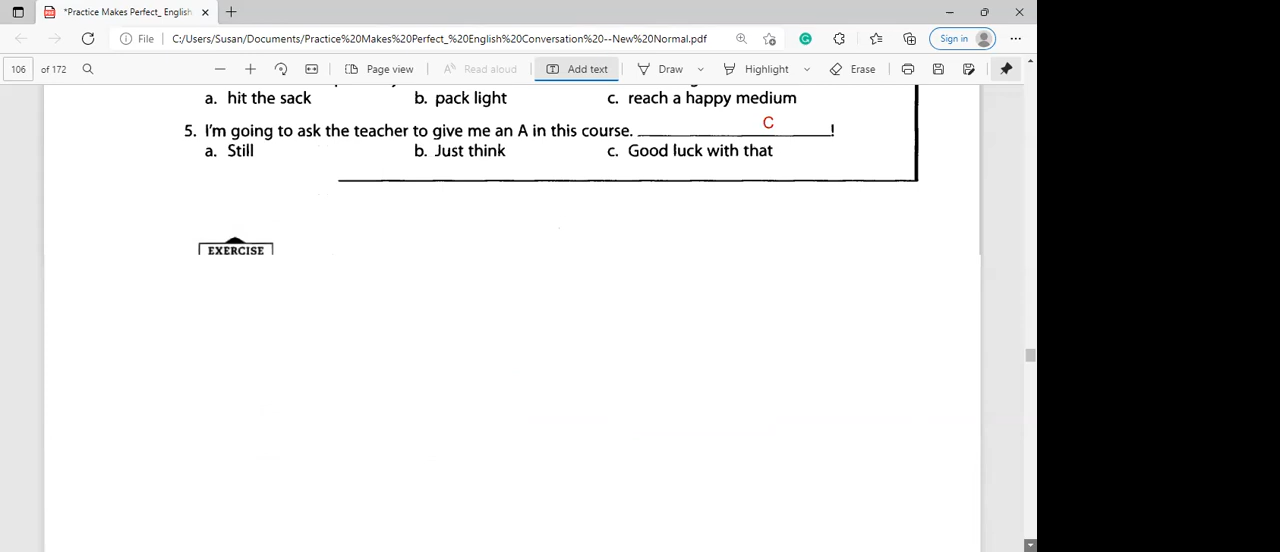 *Practice Makes Perfect_ English
File C:/Users/Susan/Documents/Practice%20Makes%20Perfect_%20English%20Conversation%20--New%20Normal.pdf Sign in
106 of 172 Page view Read aloud Add text Draw Highlight Erase
a. hit the sack b. pack light c. reach a happy medium
C
5. I'm going to ask the teacher to give me an A in this course. ____________________!
a. Still b. Just think c. Good luck with that
EXERCISE